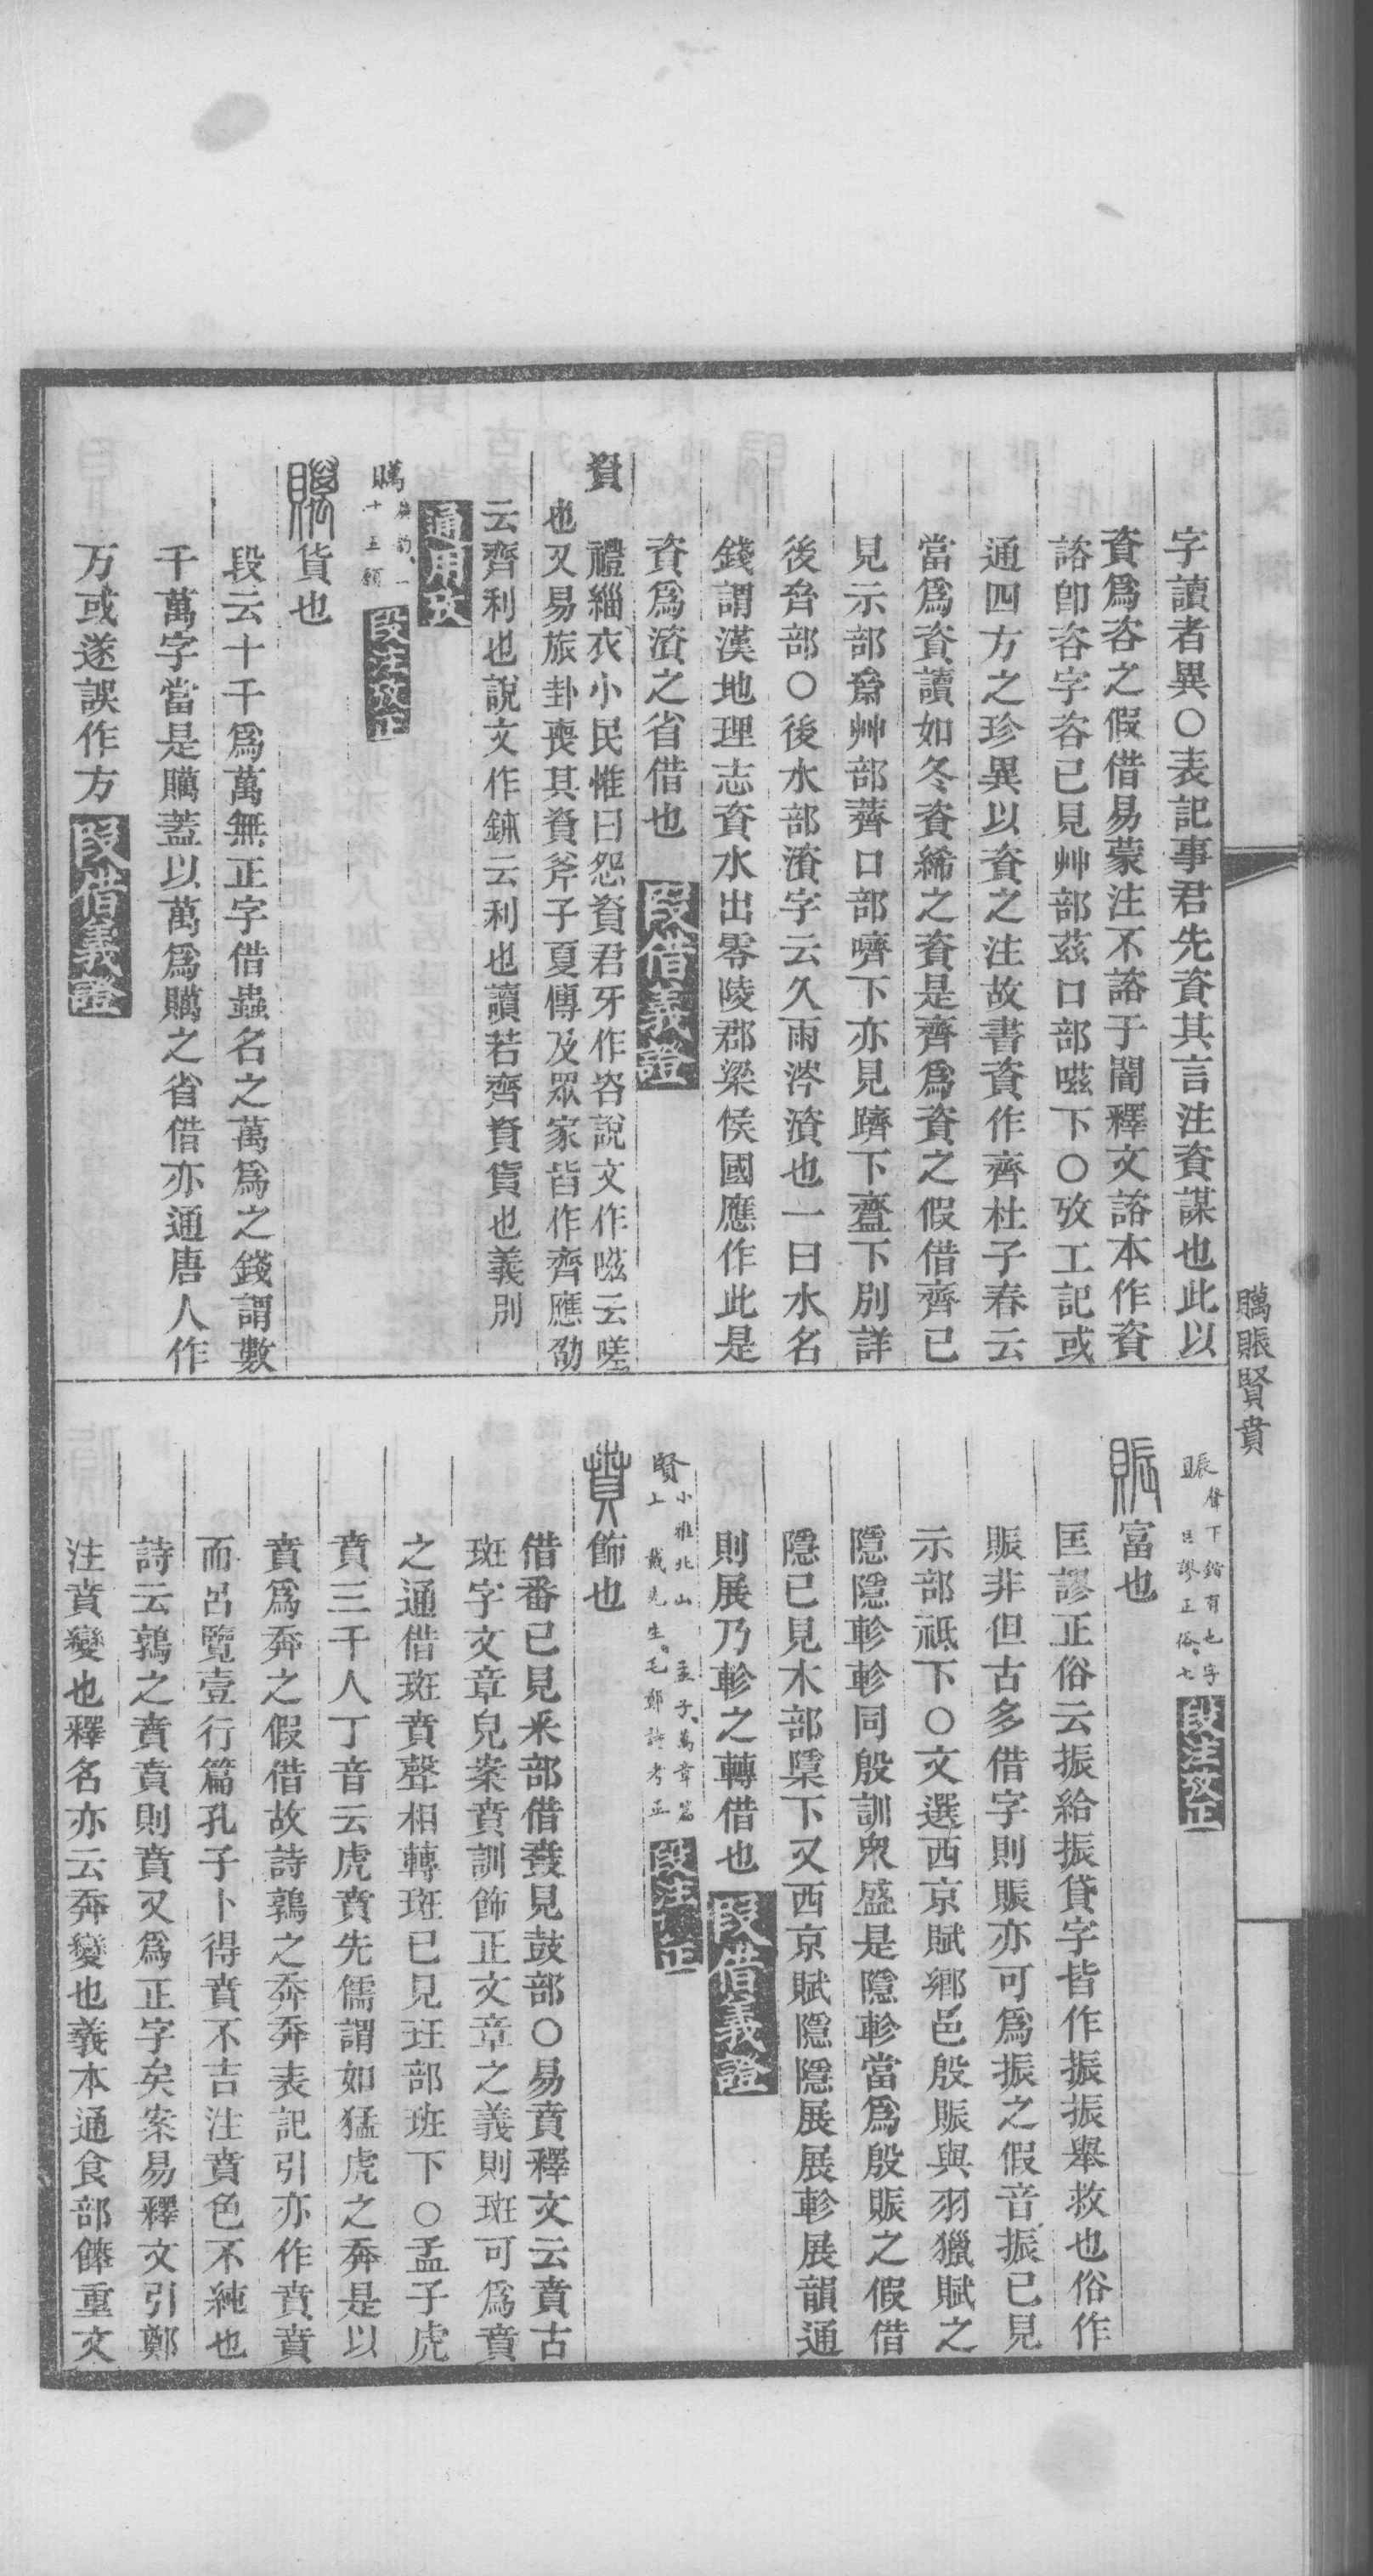 字讀者異○表記事君先資其言注資謀也此以
資爲咨之假借易蒙注不諮于闇釋文諮本作資
諮卽咨字咨已見艸部茲口部嗞下○攷工記或
通四方之珍異以資之注故書資作齊杜子春云
當爲資讀如冬資絺之資是齊爲資之假借齊已
見示部齋艸部薺口部嚌下亦見躋下齍下別詳
後齊部○後水部澬字云久雨涔澬也一曰水名
錢謂漢地理志資水出零陵郡梁侯國應作此是
資爲澬之省借也 段借義證
資 禮緇衣小民惟曰怨資君牙作咨說文作嗞云嗟
也又易旅卦喪其資斧子夏傳及眾家皆作齊應劭
云齊利也說文作鈽云利也讀若齊資貨也義別
通用攷
贎 廣韵一
十五願 段注攷正
贎 貨也
段云十千爲萬無正字借蟲名之萬爲之錢謂數
千萬字當是贎蓋以萬爲贎之省借亦通唐人作
万或遂誤作方 段借義證
贎賑賢賁
賑 脀下鍇有也字
匡謬正俗七 段注攷正
賑 富也
匡謬正俗云振給振貸字皆作振振舉救也俗作
賑非但古多借字則賑亦可爲振之假音振已見
示部祗下○文選西京賦鄉邑殷賑與羽獵賦之
隱隱軫軫同殷訓衆盛是隱軫當爲殷賑之假借
隱已見木部檃下又西京賦隱隱展展軫展韻通
則展乃軫之轉借也 段借義證
賢 小雅北山 孟子萬章篇
上 戴先生毛鄭詩考正 段注攷正
賁 飾也
借番已見釆部借鼖見鼓部○易賁釋文云賁古
斑字文章皃案賁訓飾正文章之義則斑可爲賁
之通借斑賁聲相轉斑已見玨部班下○孟子虎
賁三千人丁音云虎賁先儒謂如猛虎之奔是以
賁爲奔之假借故詩鶉之奔奔表記引亦作賁賁
而呂覽壹行篇孔子卜得賁不吉注賁色不純也
詩云鶉之賁賁則賁又爲正字矣案易釋文引鄭
注賁變也釋名亦云奔變也義本通食部饙重文